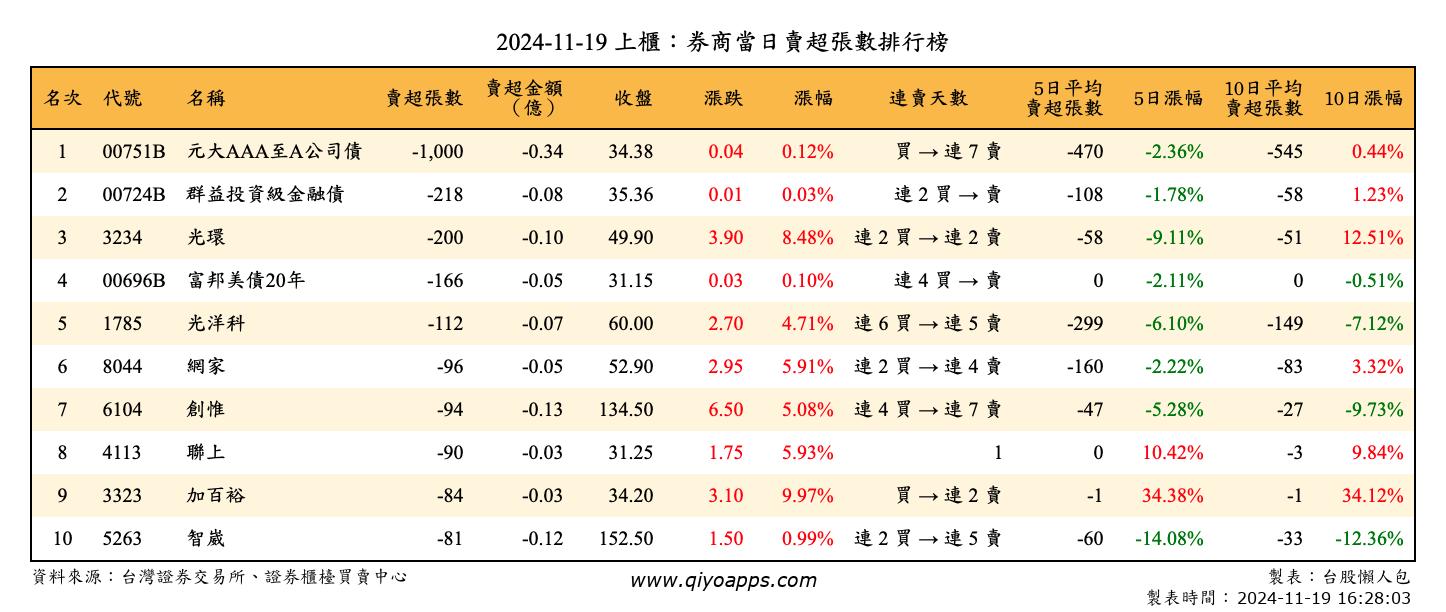 2024-11-19 上櫃：券商當日賣超張數排行榜
名次 代號 名稱 賣超張數 賣超金額（億） 收盤 漲跌 漲幅 連賣天數 5日平均賣超張數 5日漲幅 10日平均賣超張數 10日漲幅
1 00751B 元大AAA至A公司債 -1,000 -0.34 34.38 0.04 0.12% 買 → 連 7 賣 -470 -2.36% -545 0.44%
2 00724B 群益投資級金融債 -218 -0.08 35.36 0.01 0.03% 連 2 買 → 賣 -108 -1.78% -58 1.23%
3 3234 光環 -200 -0.10 49.90 3.90 8.48% 連 2 買 → 連 2 賣 -58 -9.11% -51 12.51%
4 00696B 富邦美債20年 -166 -0.05 31.15 0.03 0.10% 連 4 買 → 賣 0 -2.11% 0 -0.51%
5 1785 光洋科 -112 -0.07 60.00 2.70 4.71% 連 6 買 → 連 5 賣 -299 -6.10% -149 -7.12%
6 8044 網家 -96 -0.05 52.90 2.95 5.91% 連 2 買 → 連 4 賣 -160 -2.22% -83 3.32%
7 6104 創惟 -94 -0.13 134.50 6.50 5.08% 連 4 買 → 連 7 賣 -47 -5.28% -27 -9.73%
8 4113 聯上 -90 -0.03 31.25 1.75 5.93% 1 0 10.42% -3 9.84%
9 3323 加百裕 -84 -0.03 34.20 3.10 9.97% 買 → 連 2 賣 -1 34.38% -1 34.12%
10 5263 智崴 -81 -0.12 152.50 1.50 0.99% 連 2 買 → 連 5 賣 -60 -14.08% -33 -12.36%
資料來源：台灣證券交易所、證券櫃檯買賣中心 www.qiyoapps.com 製表：台股懶人包
製表時間：2024-11-19 16:28:03